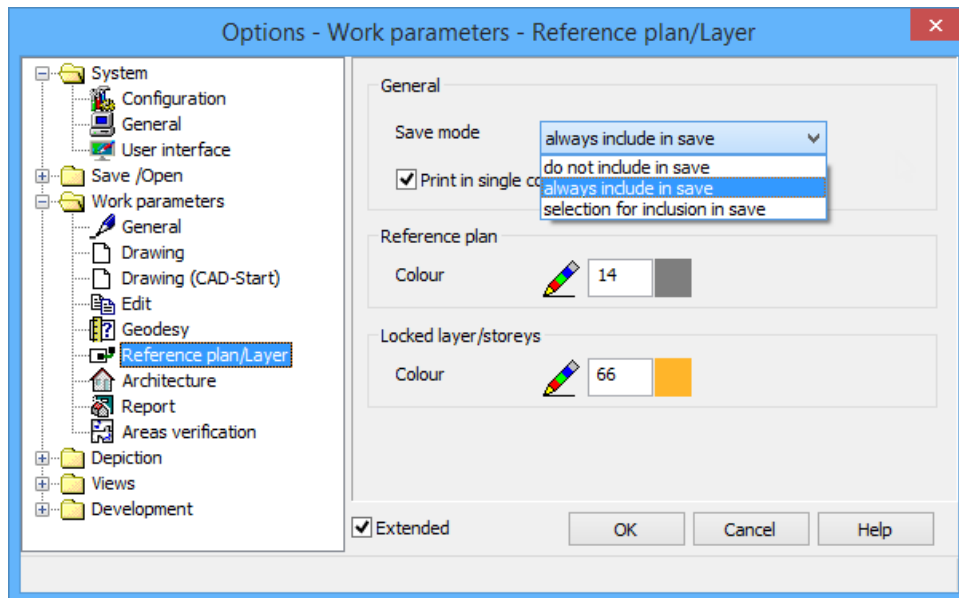 Options - Work parameters - Reference plan/Layer
System
Configuration
General
User interface
Save /Open
Work parameters
General
Drawing
Drawing (CAD-Start)
Edit
Geodesy
Reference plan/Layer
Architecture
Report
Areas verification
Depiction
Views
Development
General
Save mode
always include in save
do not include in save
always include in save
selection for inclusion in save
Print in single
Reference plan
Colour
14
Locked layer/storeys
Colour
66
Extended
OK
Cancel
Help